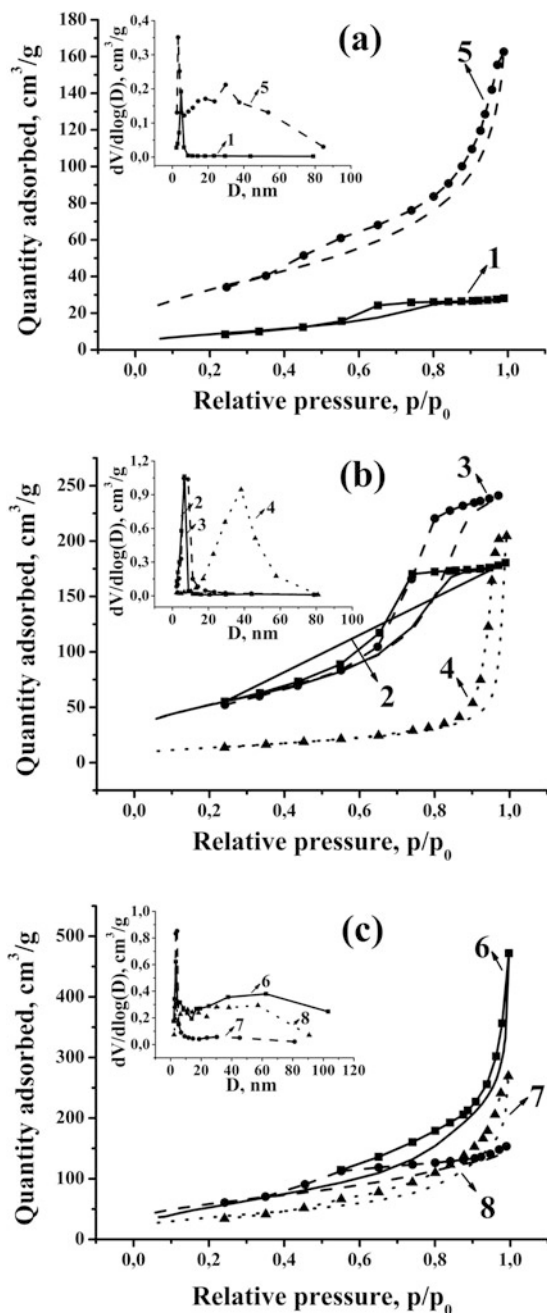 (a)
Quantity adsorbed, cm³/g
180
160
140
120
100
80
60
40
20
0
0,0 0,2 0,4 0,6 0,8 1,0
Relative pressure, p/p₀
5
1
dV/dlog(D), cm³/g
0,4
0,3
0,2
0,1
0,0
0 20 40 60 80 100
D, nm
5
1
(b)
Quantity adsorbed, cm³/g
250
200
150
100
50
0
0,0 0,2 0,4 0,6 0,8 1,0
Relative pressure, p/p₀
3
2
4
dV/dlog(D), cm³/g
1,2
0,9
0,6
0,3
0,0
0 20 40 60 80 100
D, nm
2
3
4
(c)
Quantity adsorbed, cm³/g
500
400
300
200
100
0
0,0 0,2 0,4 0,6 0,8 1,0
Relative pressure, p/p₀
6
7
8
dV/dlog(D), cm³/g
1,0
0,8
0,6
0,4
0,2
0,0
0 20 40 60 80 100 120
D, nm
6
8
7